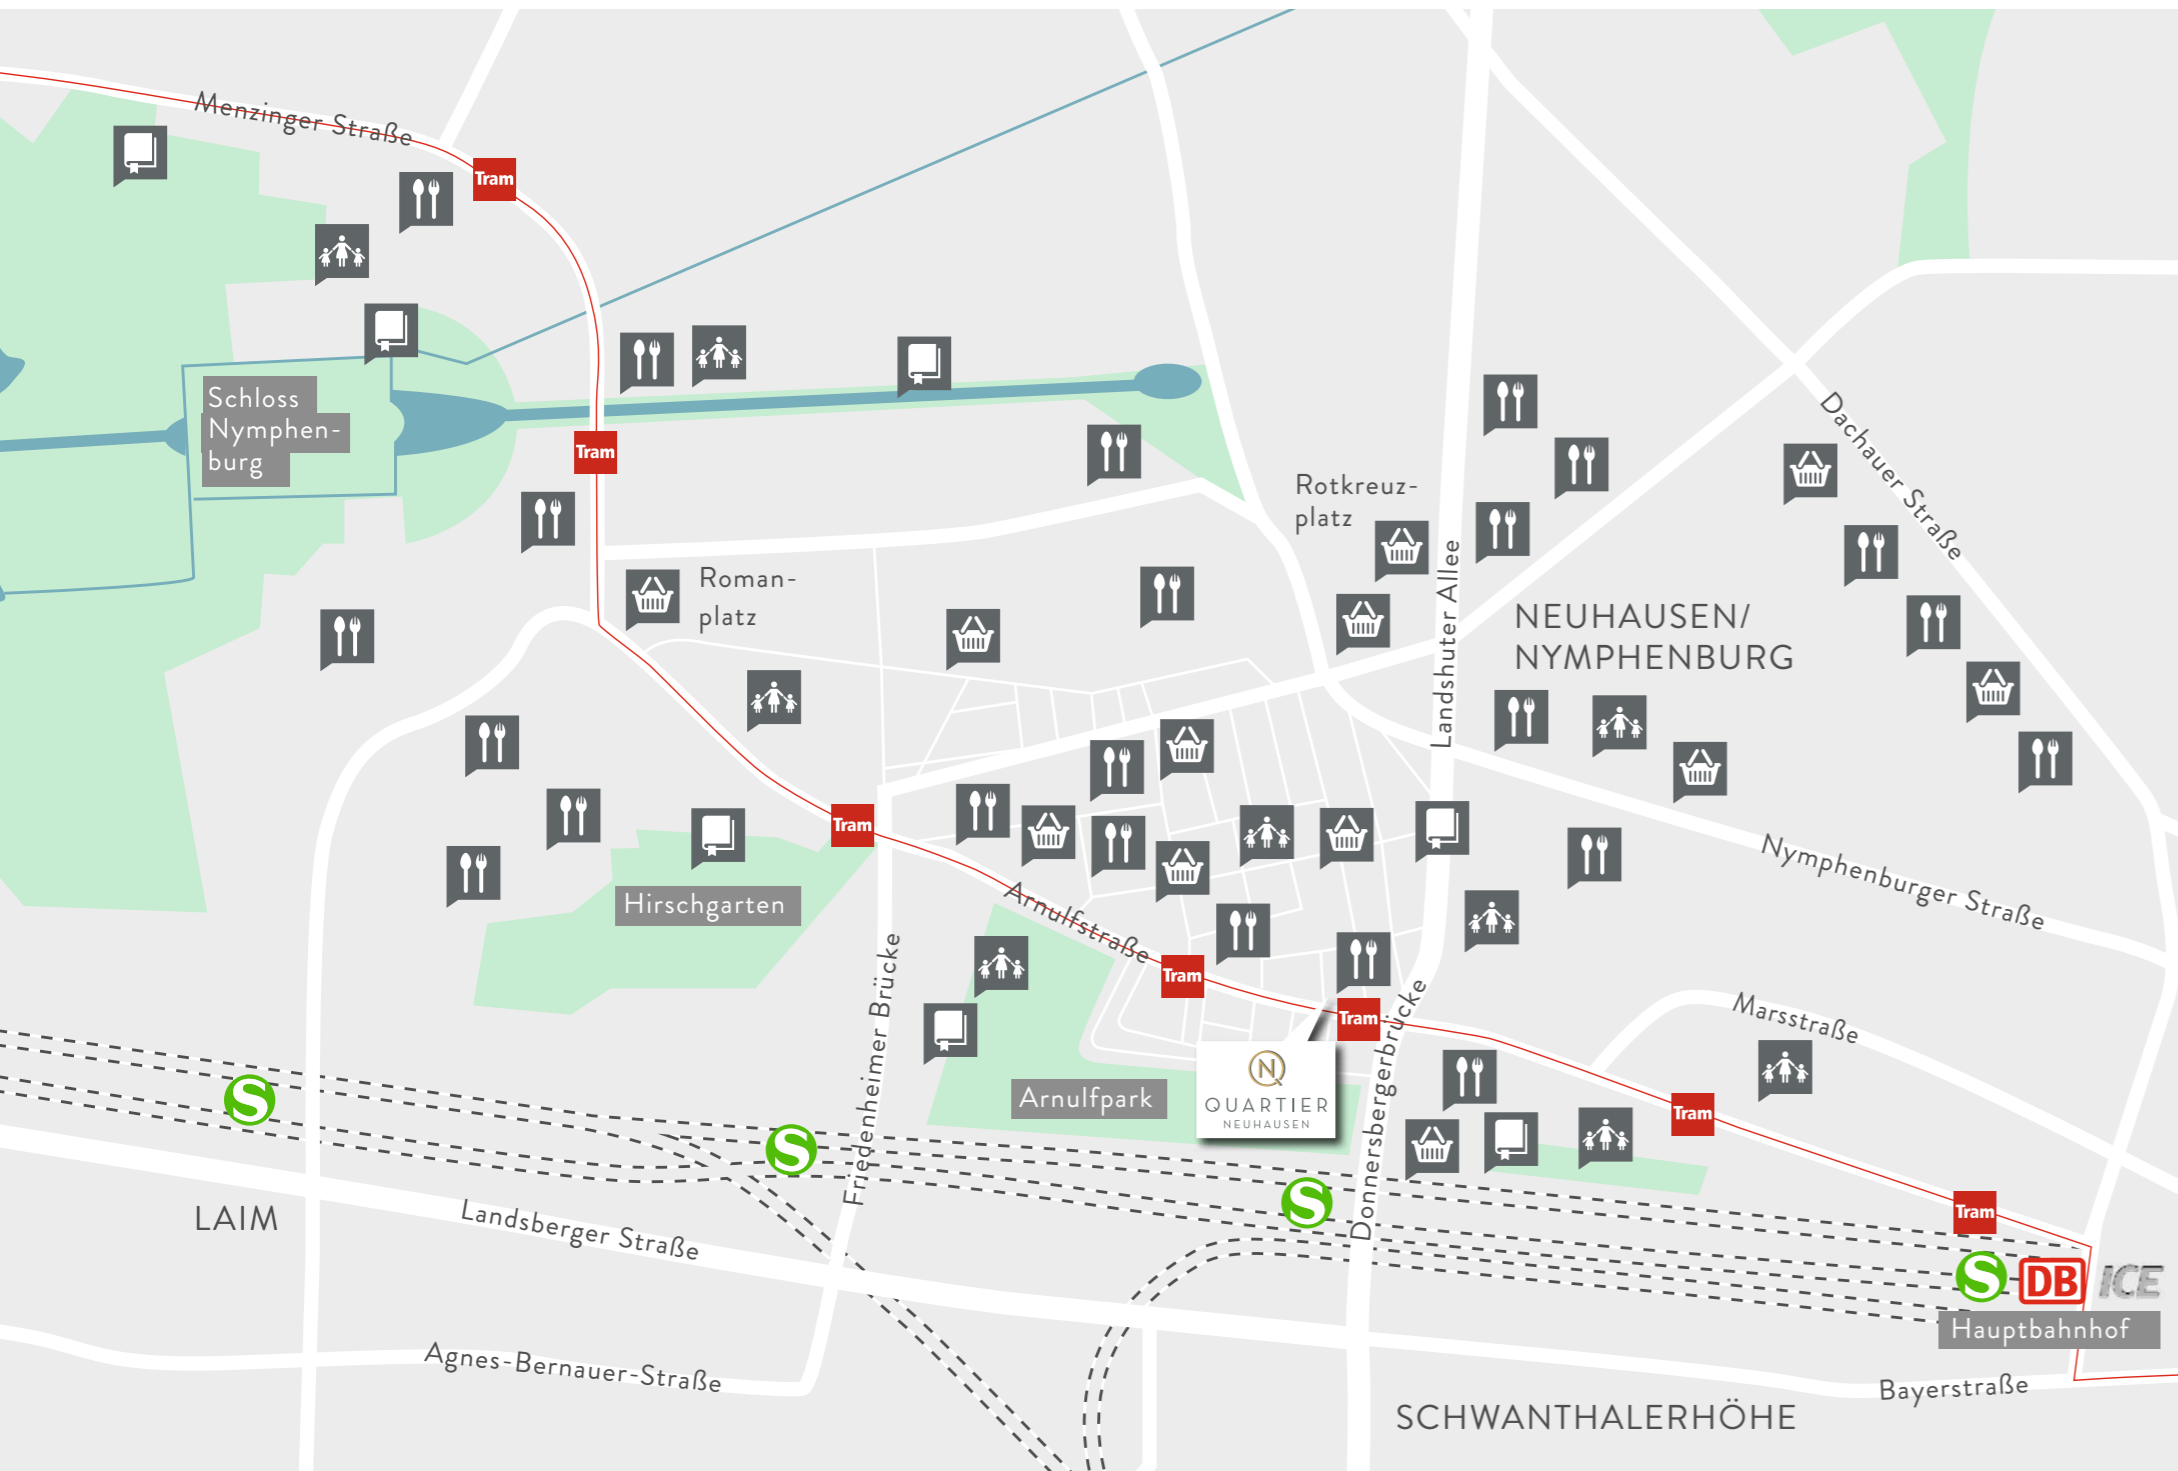 Menzinger Straße
Tram
Schloss
Nymphen-
burg
Tram
Dachauer Straße
Rotkreuz-
platz
Landshuter Allee
Roman-
platz
NEUHAUSEN/
NYMPHENBURG
Tram
Nymphenburger Straße
Hirschgarten
Arnulfstraße
Tram
Tram
Friedenheimer Brücke
Donnersbergerbrücke
Marsstraße
N
QUARTIER
NEUHAUSEN
Arnulfpark
Tram
S
S
S
Tram
LAIM
Landsberger Straße
S
DB
ICE
Hauptbahnhof
Agnes-Bernauer-Straße
Bayerstraße
SCHWANTHALERHÖHE